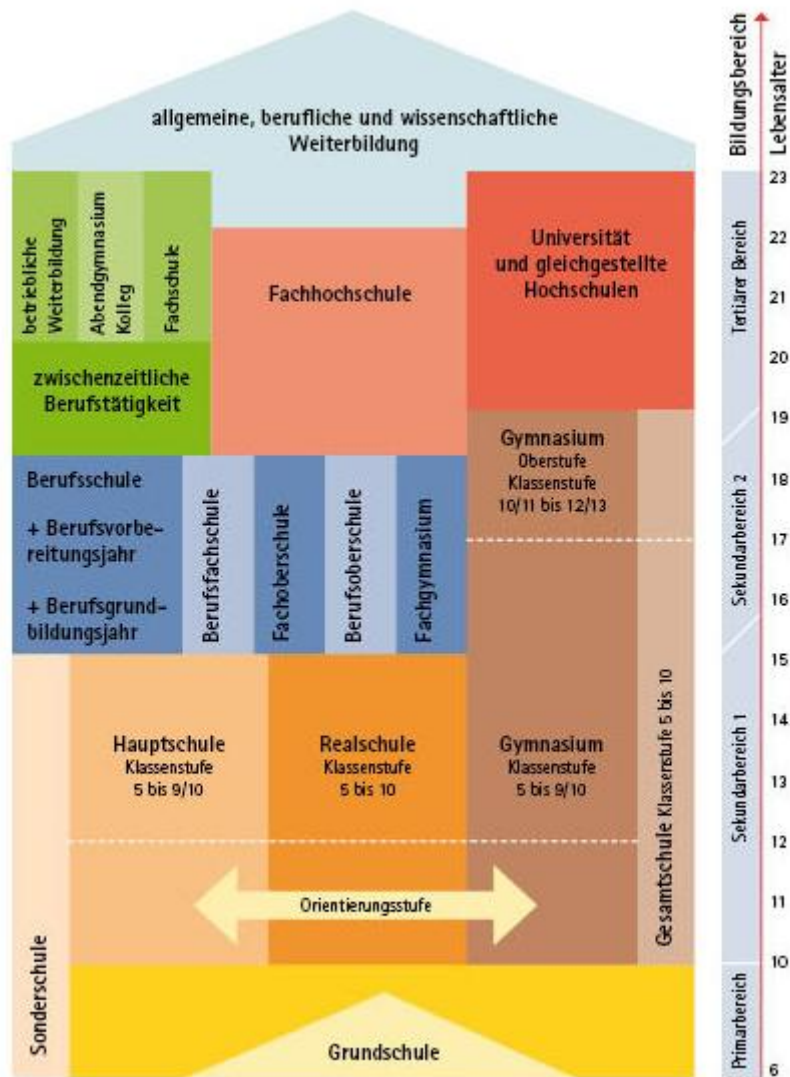 allgemeine, berufliche und wissenschaftliche
Weiterbildung
betriebliche
Weiterbildung
Abendgymnasium
Kolleg
Fachschule
zwischenzeitliche
Berufstätigkeit
Fachhochschule
Universität
und gleichgestellte
Hochschulen
Gymnasium
Oberstufe
Klassenstufe
10/11 bis 12/13
Berufsschule
+ Berufsvorbe-
reitungsjahr
+ Berufsgrund-
bildungsjahr
Berufsfachschule
Fachoberschule
Berufsoberschule
Fachgymnasium
Hauptschule
Klassenstufe
5 bis 9/10
Realschule
Klassenstufe
5 bis 10
Gymnasium
Klassenstufe
5 bis 9/10
Gesamtschule Klassenstufe 5 bis 10
Orientierungsstufe
Sonderschule
Grundschule
Bildungsbereich
Lebensalter
Tertiärer Bereich
Sekundarbereich 2
Sekundarbereich 1
Primarbereich
23
22
21
20
19
18
17
16
15
14
13
12
11
10
6